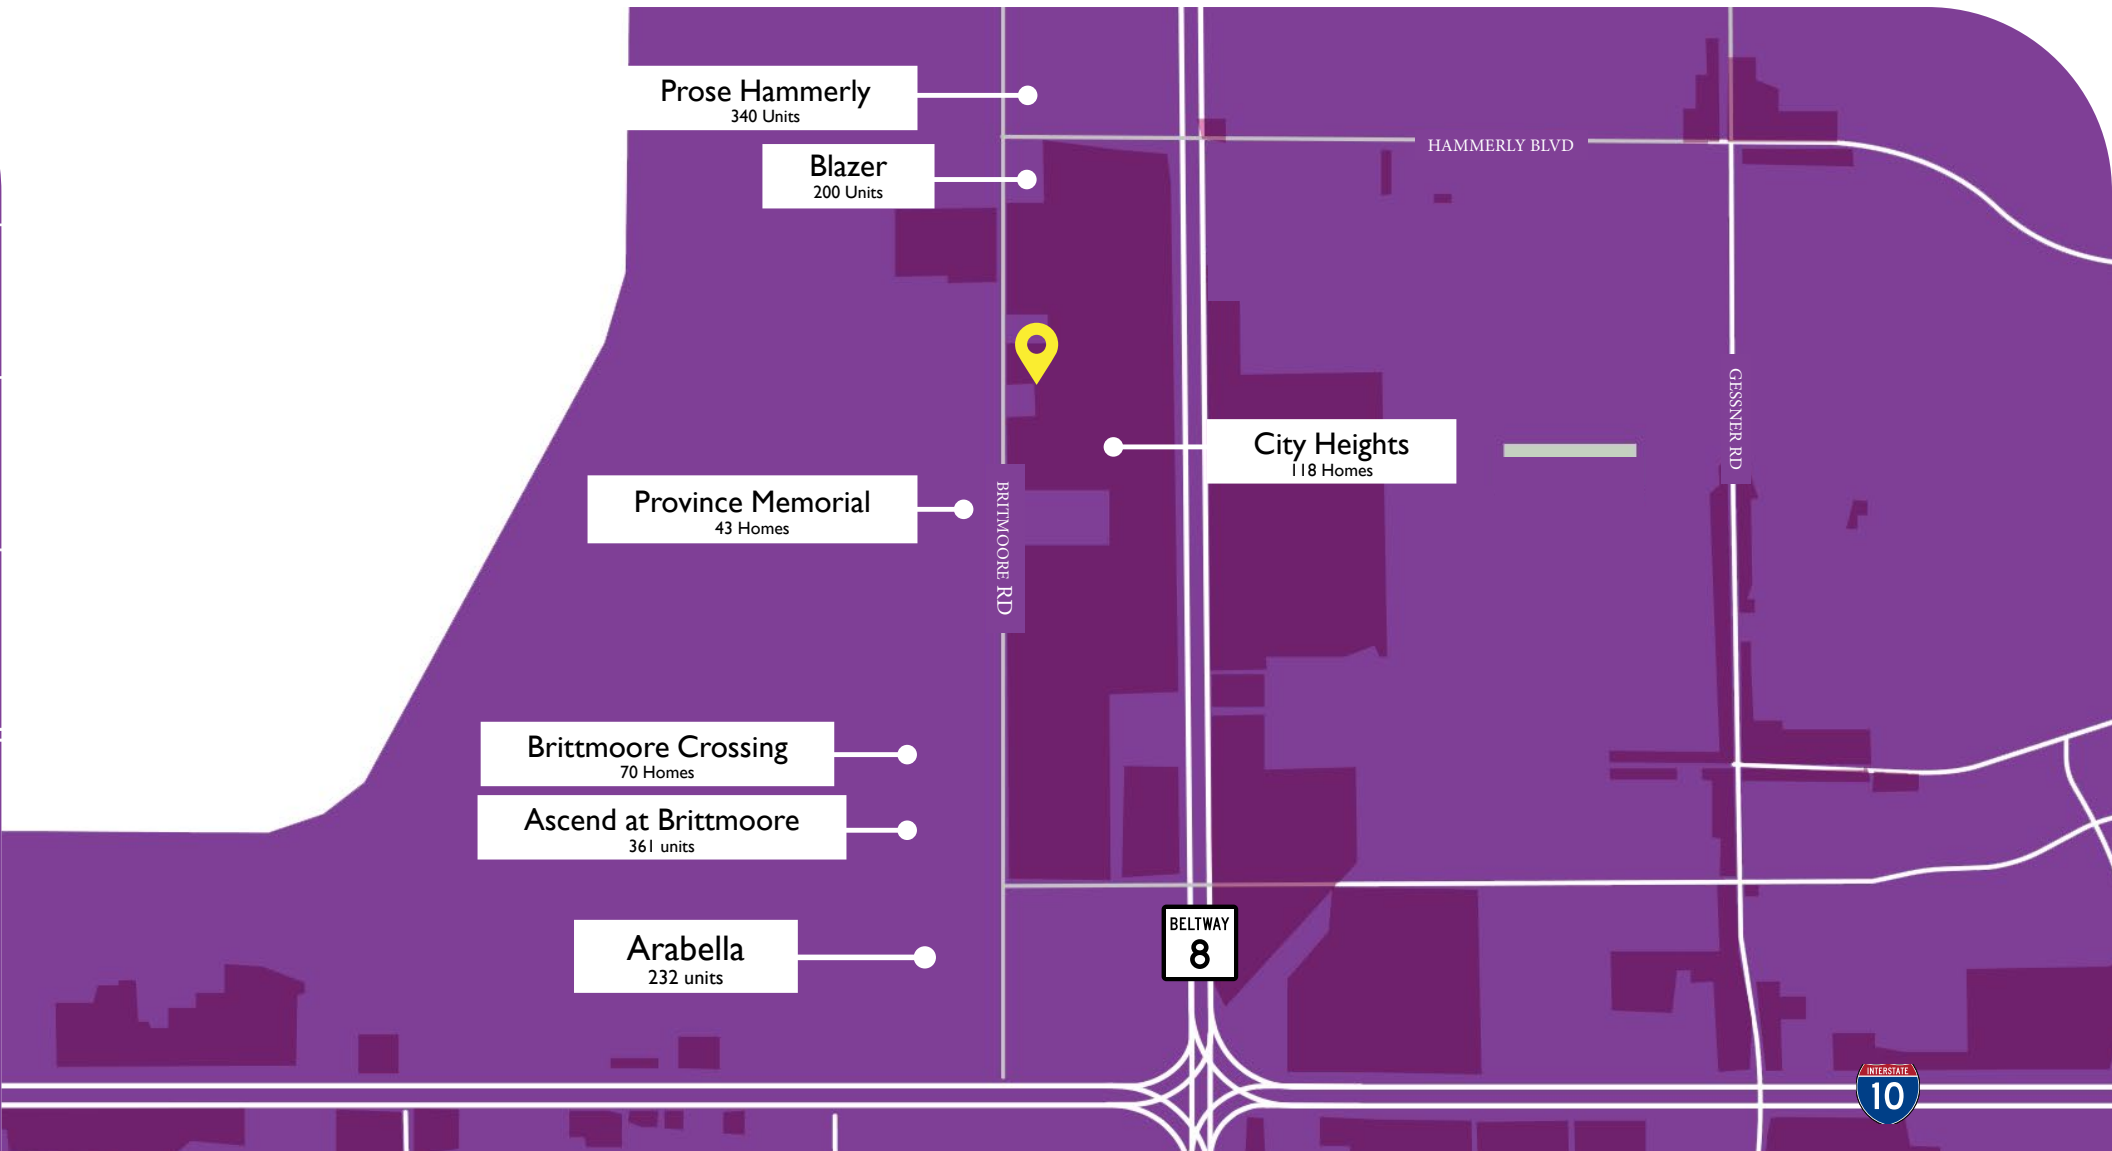 Prose Hammerly
340 Units
HAMMERLY BLVD
Blazer
200 Units
GESSNER RD
City Heights
118 Homes
Province Memorial
43 Homes
BRITMOORE RD
Brittmoore Crossing
70 Homes
Ascend at Brittmoore
361 units
Arabella
232 units
BELTWAY
8
INTERSTATE
10